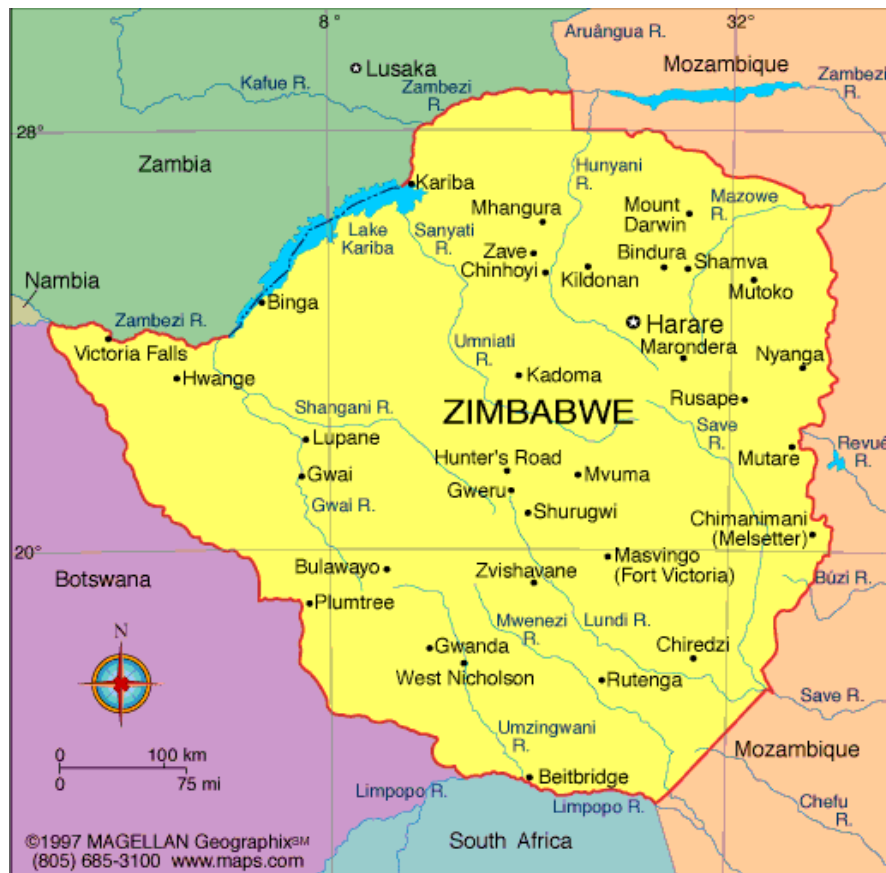 8 °
32 °
Aruângua R.
Lusaka
Mozambique
Kafue R.
Zambezi
R.
Zambezi
R.
28°
Zambia
Hunyani
R.
Kariba
Mount
Darwin
Mazowe
R.
Mhangura
Lake
Kariba
Sanyati
R.
Zave
Bindura
Shamva
Chinhoyi
Kildonan
Nambia
Mutoko
Binga
Zambezi R.
Harare
Victoria Falls
Umniati
R.
Marondera
Nyanga
Hwange
Kadoma
Rusape
Shangani R.
ZIMBABWE
Save
R.
Lupane
Revué
R.
Hunter's Road
Mutare
Gwai
Mvuma
Gweru
Gwai R.
Shurugwi
Chimanimani
(Melsetter)
20°
Masvingo
(Fort Victoria)
Botswana
Bulawayo
Zvishavane
Búzi R.
Plumtree
Mwenezi
R.
Lundi R.
N
Gwanda
Chiredzi
West Nicholson
Rutenga
Save R.
Umzingwani
R.
0 100 km
0 75 mi
Mozambique
Beitbridge
Limpopo R.
Limpopo R.
Chefu
R.
South Africa
©1997 MAGELLAN Geographix℠
(805) 685-3100 www.maps.com